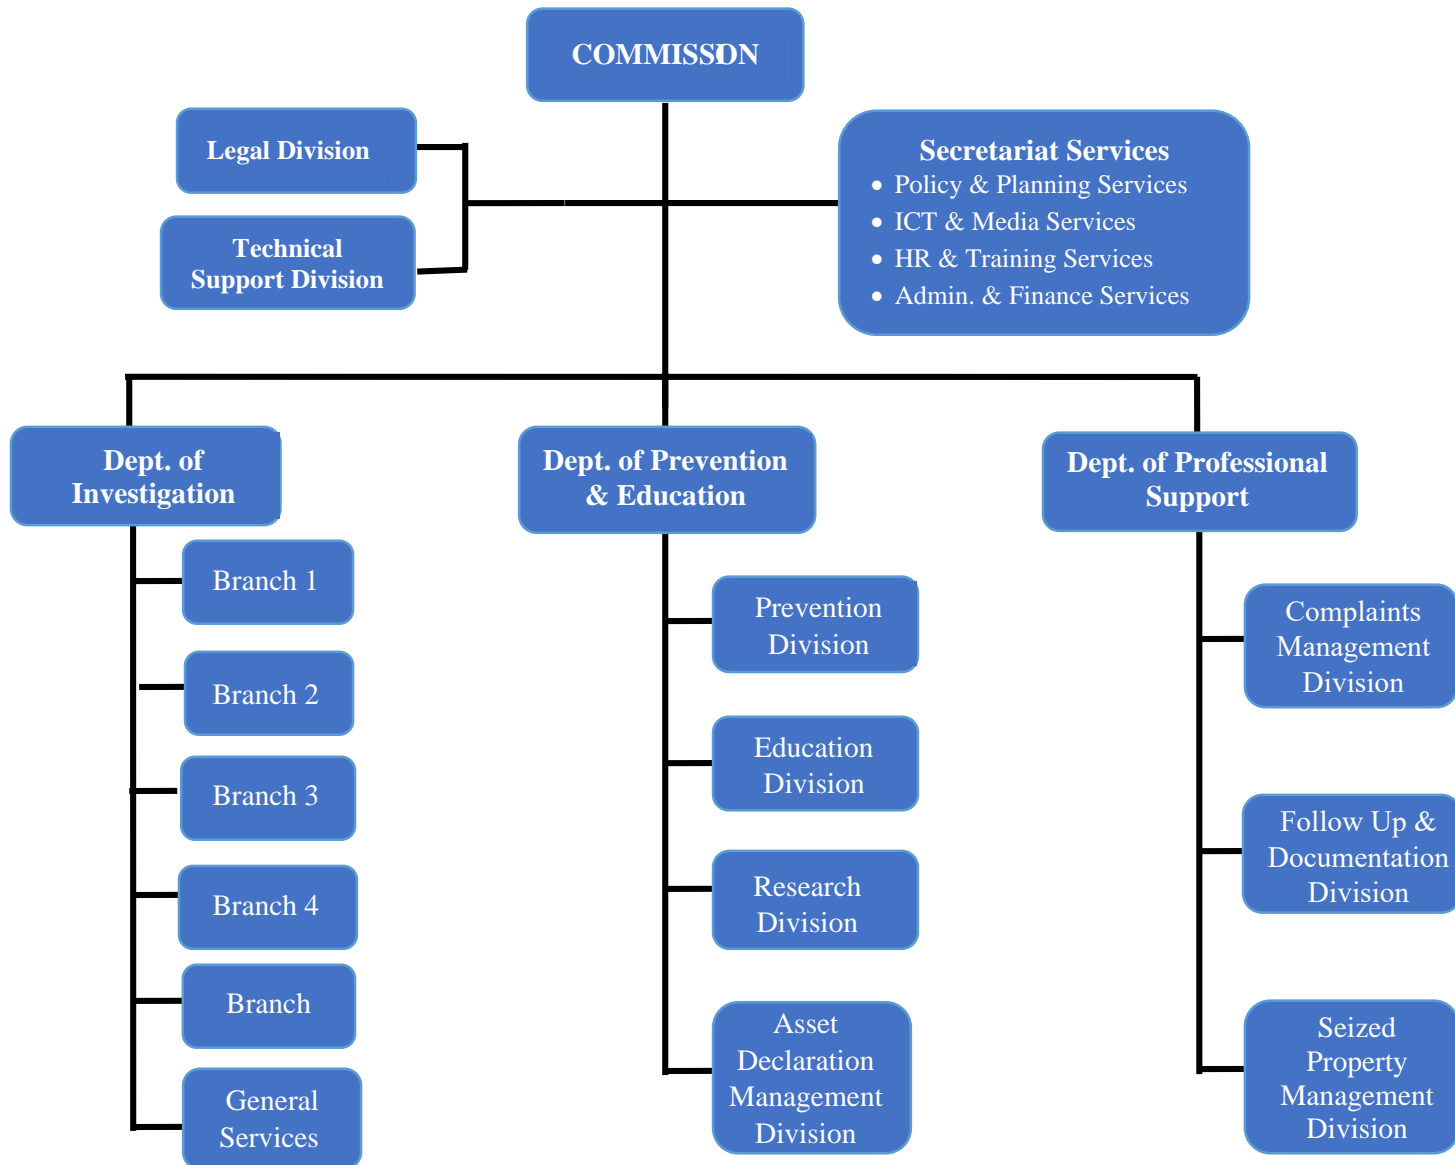 COMMISSION
Legal Division
Technical
Support Division
Secretariat Services
• Policy & Planning Services
• ICT & Media Services
• HR & Training Services
• Admin. & Finance Services
Dept. of
Investigation
Branch 1
Branch 2
Branch 3
Branch 4
Branch
General
Services
Dept. of Prevention
& Education
Prevention
Division
Education
Division
Research
Division
Asset
Declaration
Management
Division
Dept. of Professional
Support
Complaints
Management
Division
Follow Up &
Documentation
Division
Seized
Property
Management
Division